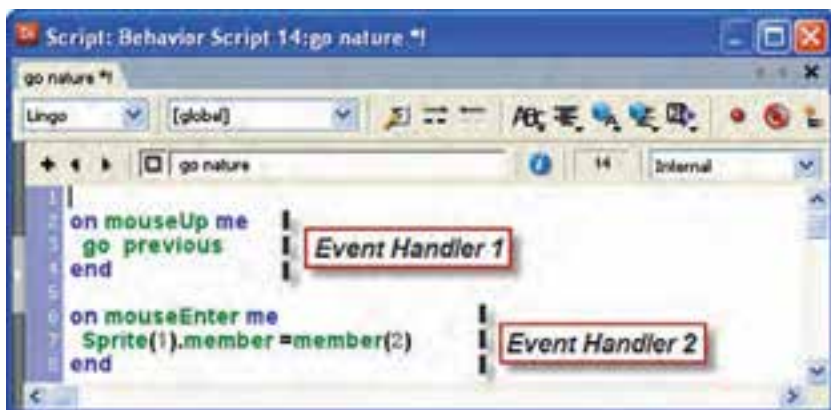 Script: Behavior Script 14:go nature *!
go nature *!
Lingo [global]
go nature 14 Internal
1
2 on mouseUp me
3 go previous
4 end
Event Handler 1
5
6 on mouseEnter me
7 Sprite(1).member =member(2)
8 end
Event Handler 2